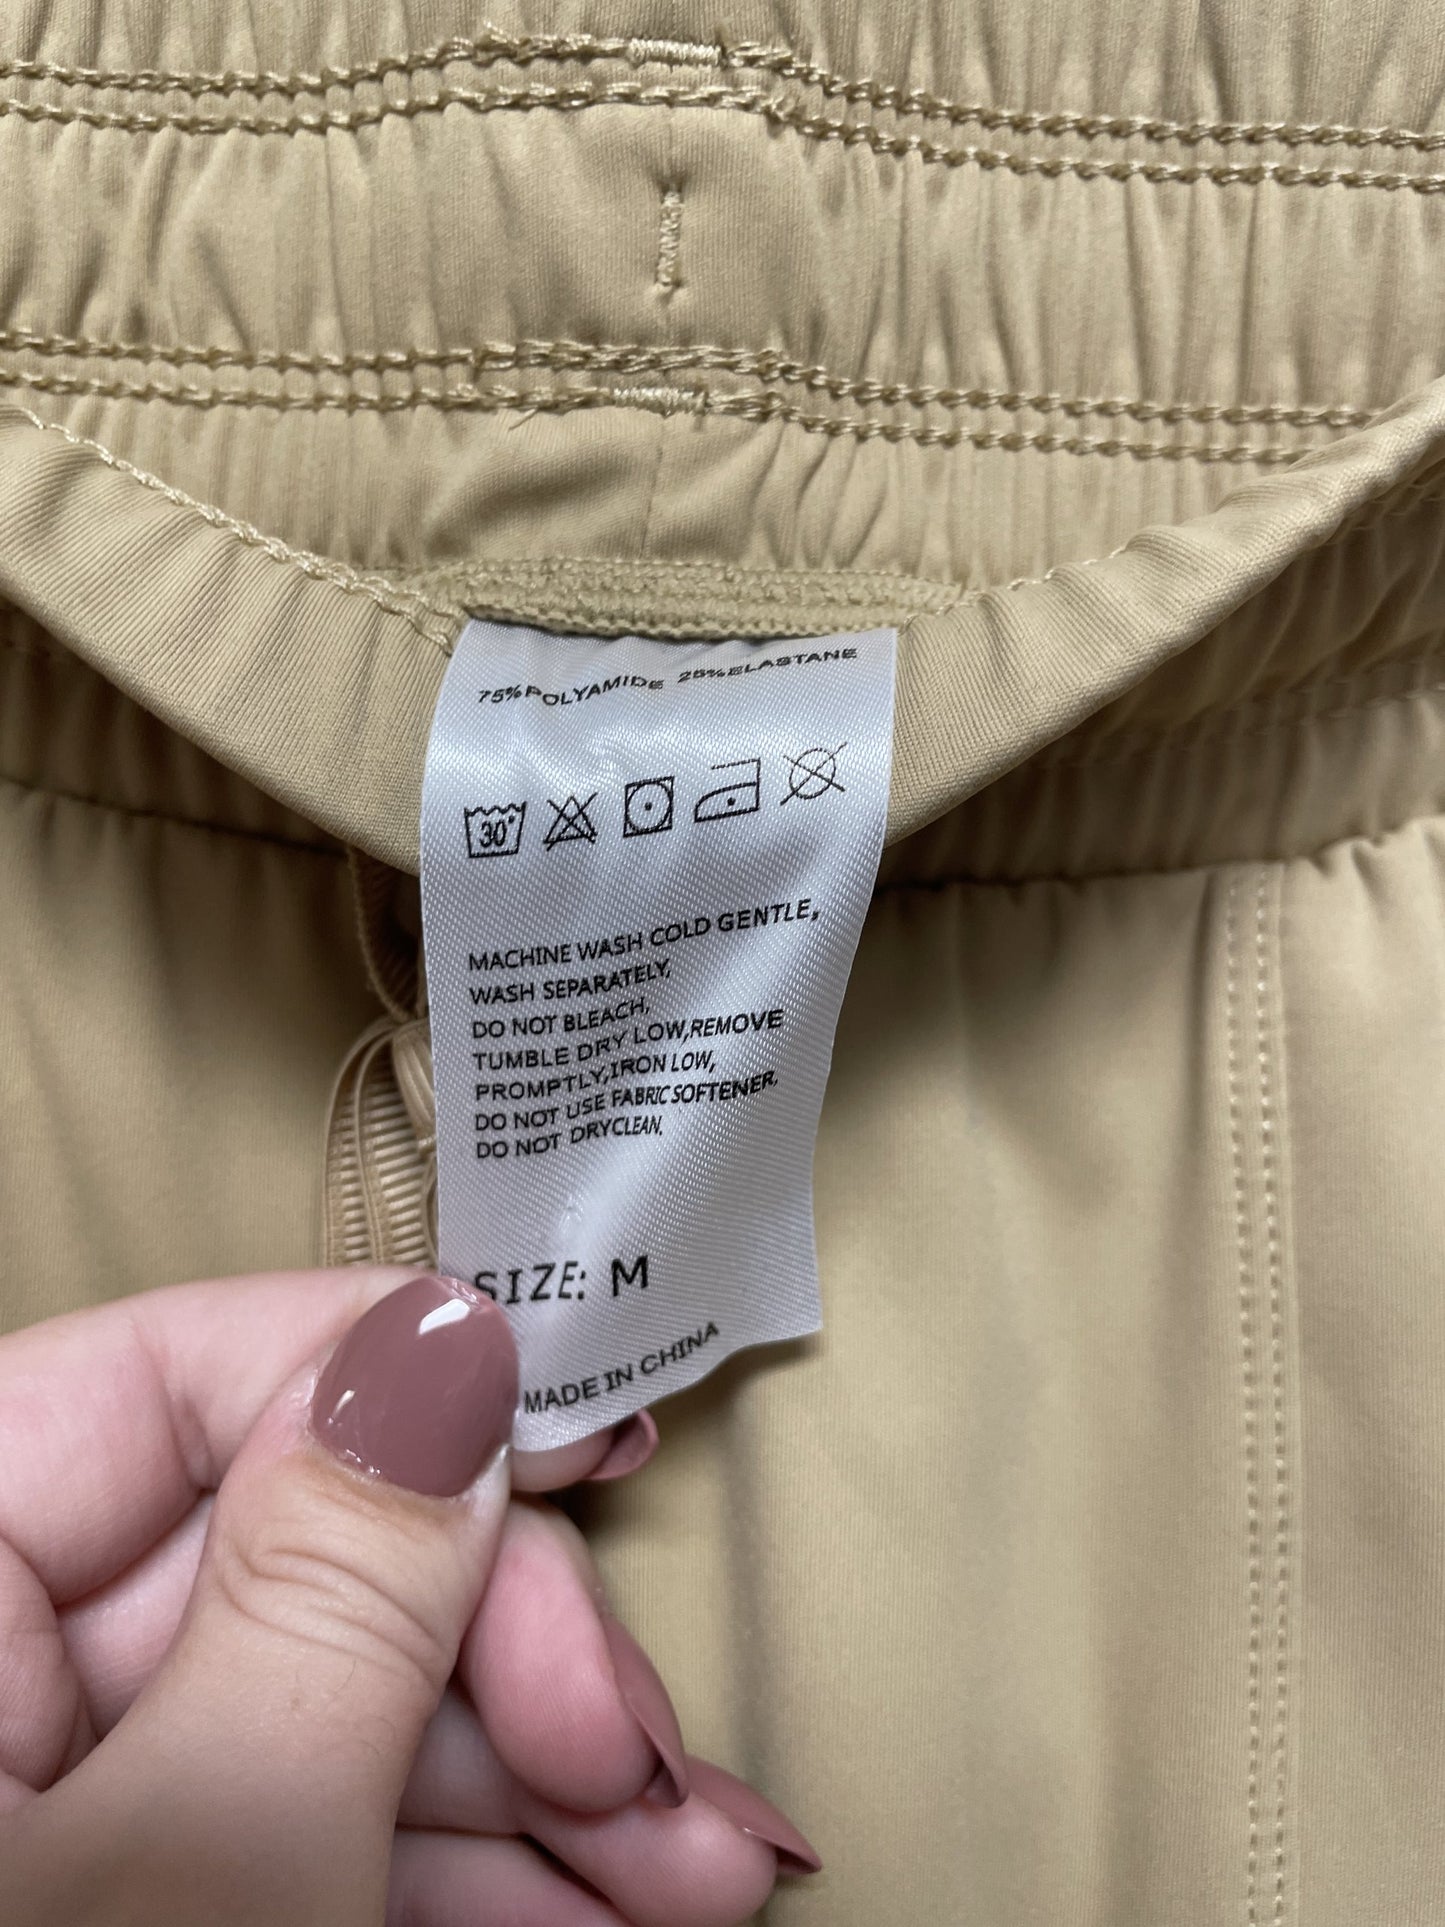 75%POLYAMIDE 25%ELASTANE
30°
MACHINE WASH COLD GENTLE,
WASH SEPARATELY,
DO NOT BLEACH,
TUMBLE DRY LOW,REMOVE
PROMPTLY,IRON LOW,
DO NOT USE FABRIC SOFTENER,
DO NOT DRYCLEAN.
SIZE: M
MADE IN CHINA